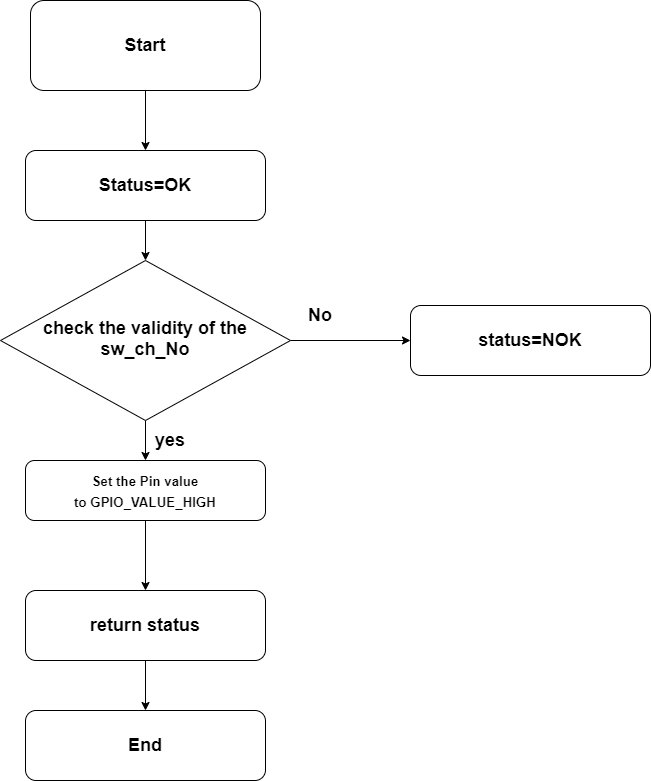 Start
Status=OK
check the validity of the
sw_ch_No
No
status=NOK
yes
Set the Pin value
to GPIO_VALUE_HIGH
return status
End